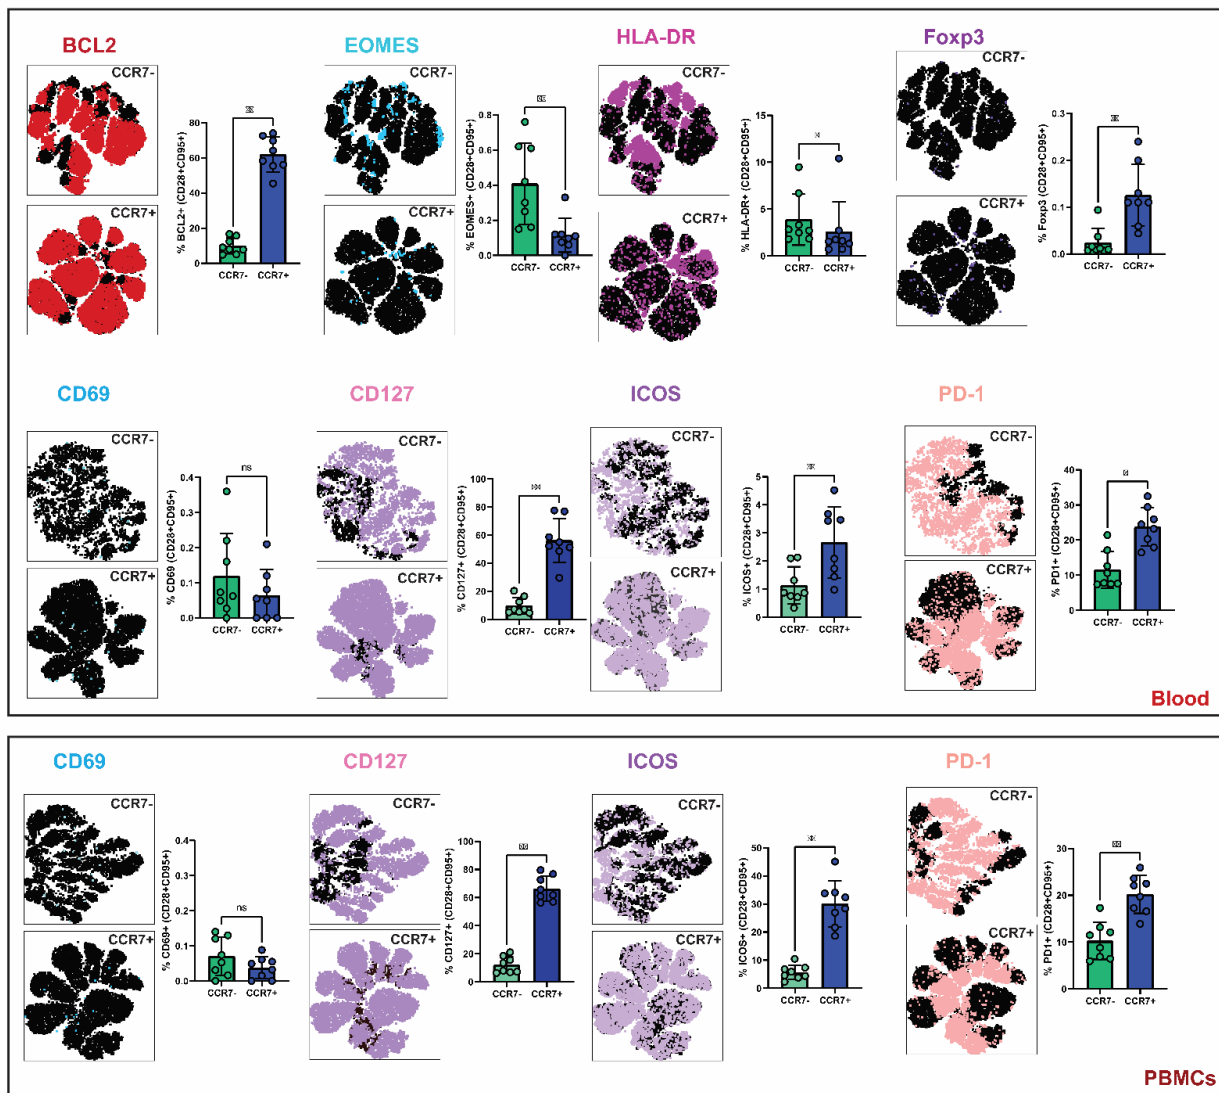 BCL2
EOMES
HLA-DR
Foxp3
CCR7-
CCR7-
CCR7-
CCR7-
CCR7+
CCR7+
CCR7+
CCR7+
% BCL2+ (CD28+CD95+)
80
60
40
20
0
CCR7-
CCR7+
% EOMES+ (CD28+CD95+)
0.8
0.6
0.4
0.2
0.0
CCR7-
CCR7+
% HLA-DR+ (CD28+CD95+)
*
15
10
5
0
CCR7-
CCR7+
% Foxp3 (CD28+CD95+)
0.3
0.2
0.1
0.0
CCR7-
CCR7+
CD69
CD127
ICOS
PD-1
CCR7-
CCR7-
CCR7-
CCR7-
CCR7+
CCR7+
CCR7+
CCR7+
% CD69 (CD28+CD95+)
ns
0.4
0.3
0.2
0.1
0.0
CCR7-
CCR7+
% CD127+ (CD28+CD95+)
**
100
80
60
40
20
0
CCR7-
CCR7+
% ICOS+ (CD28+CD95+)
5
4
3
2
1
0
CCR7-
CCR7+
% PD1+ (CD28+CD95+)
40
30
20
10
0
CCR7-
CCR7+
Blood
CD69
CD127
ICOS
PD-1
CCR7-
CCR7-
CCR7-
CCR7-
CCR7+
CCR7+
CCR7+
CCR7+
% CD69+ (CD28+CD95+)
ns
0.4
0.3
0.2
0.1
0.0
CCR7-
CCR7+
% CD127+ (CD28+CD95+)
100
80
60
40
20
0
CCR7-
CCR7+
% ICOS+ (CD28+CD95+)
50
40
30
20
10
0
CCR7-
CCR7+
% PD1+ (CD28+CD95+)
30
20
10
0
CCR7-
CCR7+
PBMCs